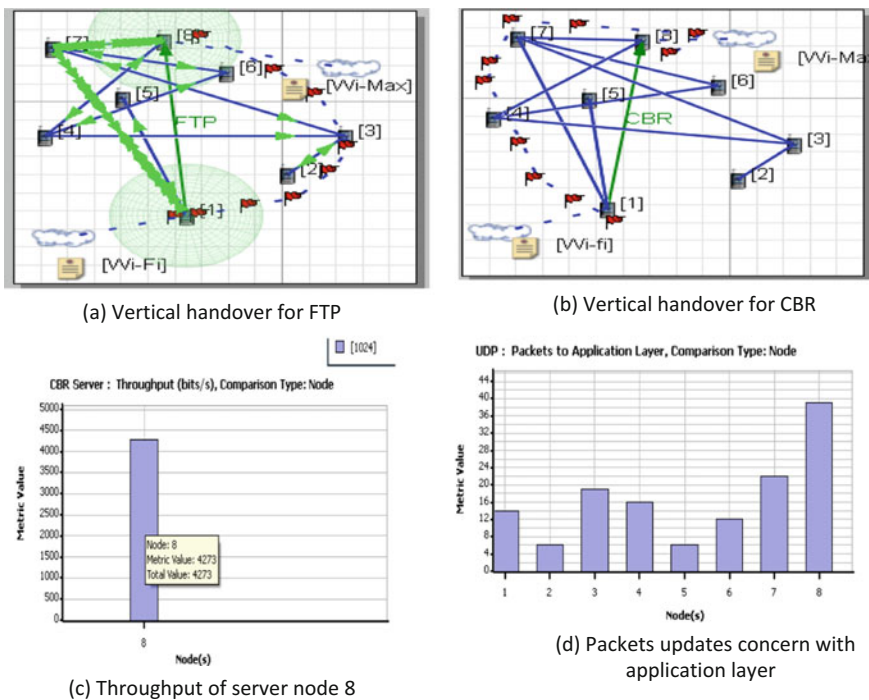 [7]
[8]
[6]
[Wi-Max]
[5]
FTP
[4]
[3]
[2]
[1]
[Wi-Fi]
(a) Vertical handover for FTP
[7]
[8]
[Wi-Max
[6]
[5]
[4]
CBR
[3]
[2]
[1]
[Wi-fi]
(b) Vertical handover for CBR
[1024]
CBR Server : Throughput (bits/s), Comparison Type: Node
Metric Value
5000
4500
4000
3500
3000
2500
2000
1500
1000
500
0
Node: 8
Metric Value: 4273
Total Value: 4273
8
Node(s)
(c) Throughput of server node 8
UDP : Packets to Application Layer, Comparison Type: Node
Metric Value
44
40
36
32
28
24
20
16
12
8
4
0
1 2 3 4 5 6 7 8
Node(s)
(d) Packets updates concern with
application layer